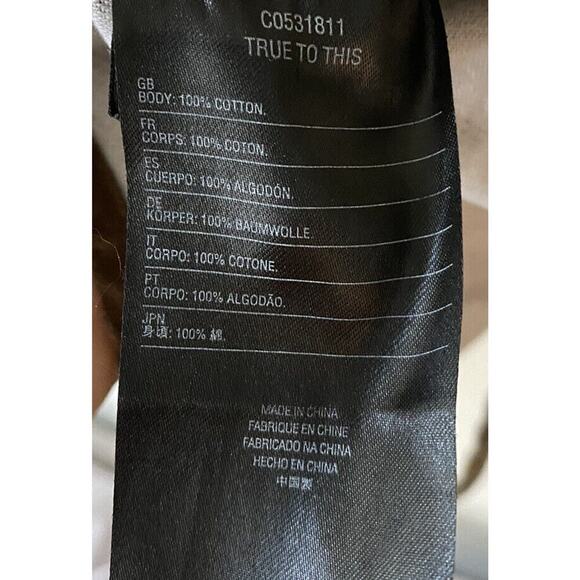 C0531811
TRUE TO THIS
GB
BODY: 100% COTTON.
FR
CORPS: 100% COTON.
ES
CUERPO: 100% ALGODÓN.
DE
KÖRPER: 100% BAUMWOLLE.
IT
CORPO: 100% COTONE.
PT
CORPO: 100% ALGODÃO.
JPN
身頃: 100% 綿.
MADE IN CHINA
FABRIQUE EN CHINE
FABRICADO NA CHINA
HECHO EN CHINA
中国製